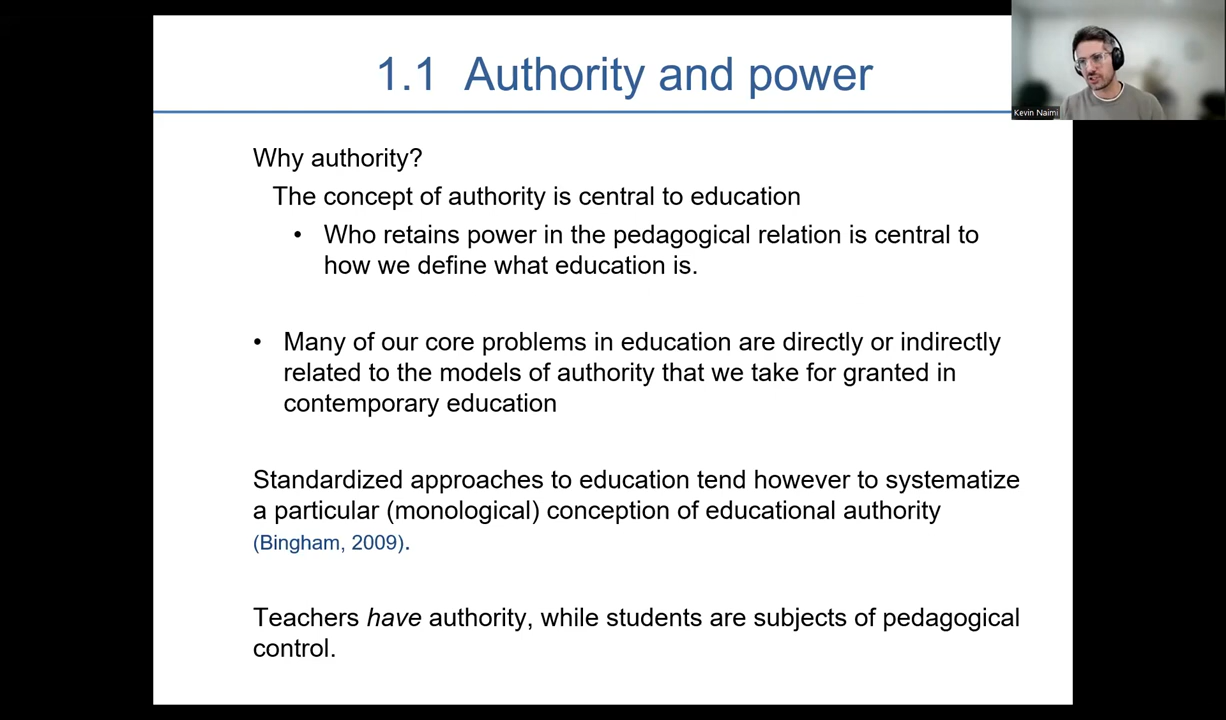 1.1 Authority and power
Kevin Naimi
Why authority?
The concept of authority is central to education
• Who retains power in the pedagogical relation is central to
how we define what education is.
• Many of our core problems in education are directly or indirectly
related to the models of authority that we take for granted in
contemporary education
Standardized approaches to education tend however to systematize
a particular (monological) conception of educational authority
(Bingham, 2009).
Teachers have authority, while students are subjects of pedagogical
control.